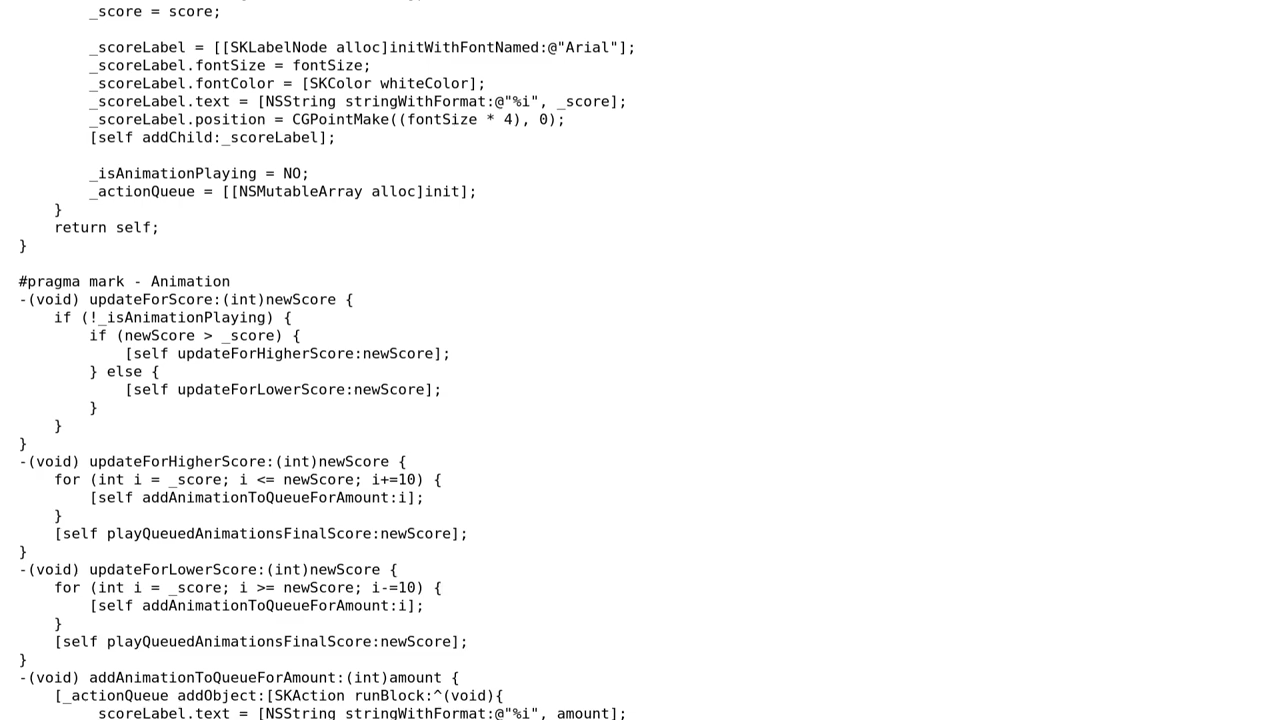 _score = score;
_scoreLabel = [[SKLabelNode alloc]initWithFontNamed:@"Arial"];
_scoreLabel.fontSize = fontSize;
_scoreLabel.fontColor = [SKColor whiteColor];
_scoreLabel.text = [NSString stringWithFormat:@"%i", _score];
_scoreLabel.position = CGPointMake((fontSize * 4), 0);
[self addChild:_scoreLabel];
_isAnimationPlaying = NO;
_actionQueue = [[NSMutableArray alloc]init];
}
return self;
}
#pragma mark - Animation
-(void) updateForScore:(int)newScore {
if (!_isAnimationPlaying) {
if (newScore > _score) {
[self updateForHigherScore:newScore];
} else {
[self updateForLowerScore:newScore];
}
}
}
-(void) updateForHigherScore:(int)newScore {
for (int i = _score; i <= newScore; i+=10) {
[self addAnimationToQueueForAmount:i];
}
[self playQueuedAnimationsFinalScore:newScore];
}
-(void) updateForLowerScore:(int)newScore {
for (int i = _score; i >= newScore; i-=10) {
[self addAnimationToQueueForAmount:i];
}
[self playQueuedAnimationsFinalScore:newScore];
}
-(void) addAnimationToQueueForAmount:(int)amount {
[_actionQueue addObject:[SKAction runBlock:^(void){
scoreLabel.text = [NSString stringWithFormat:@"%i", amount];